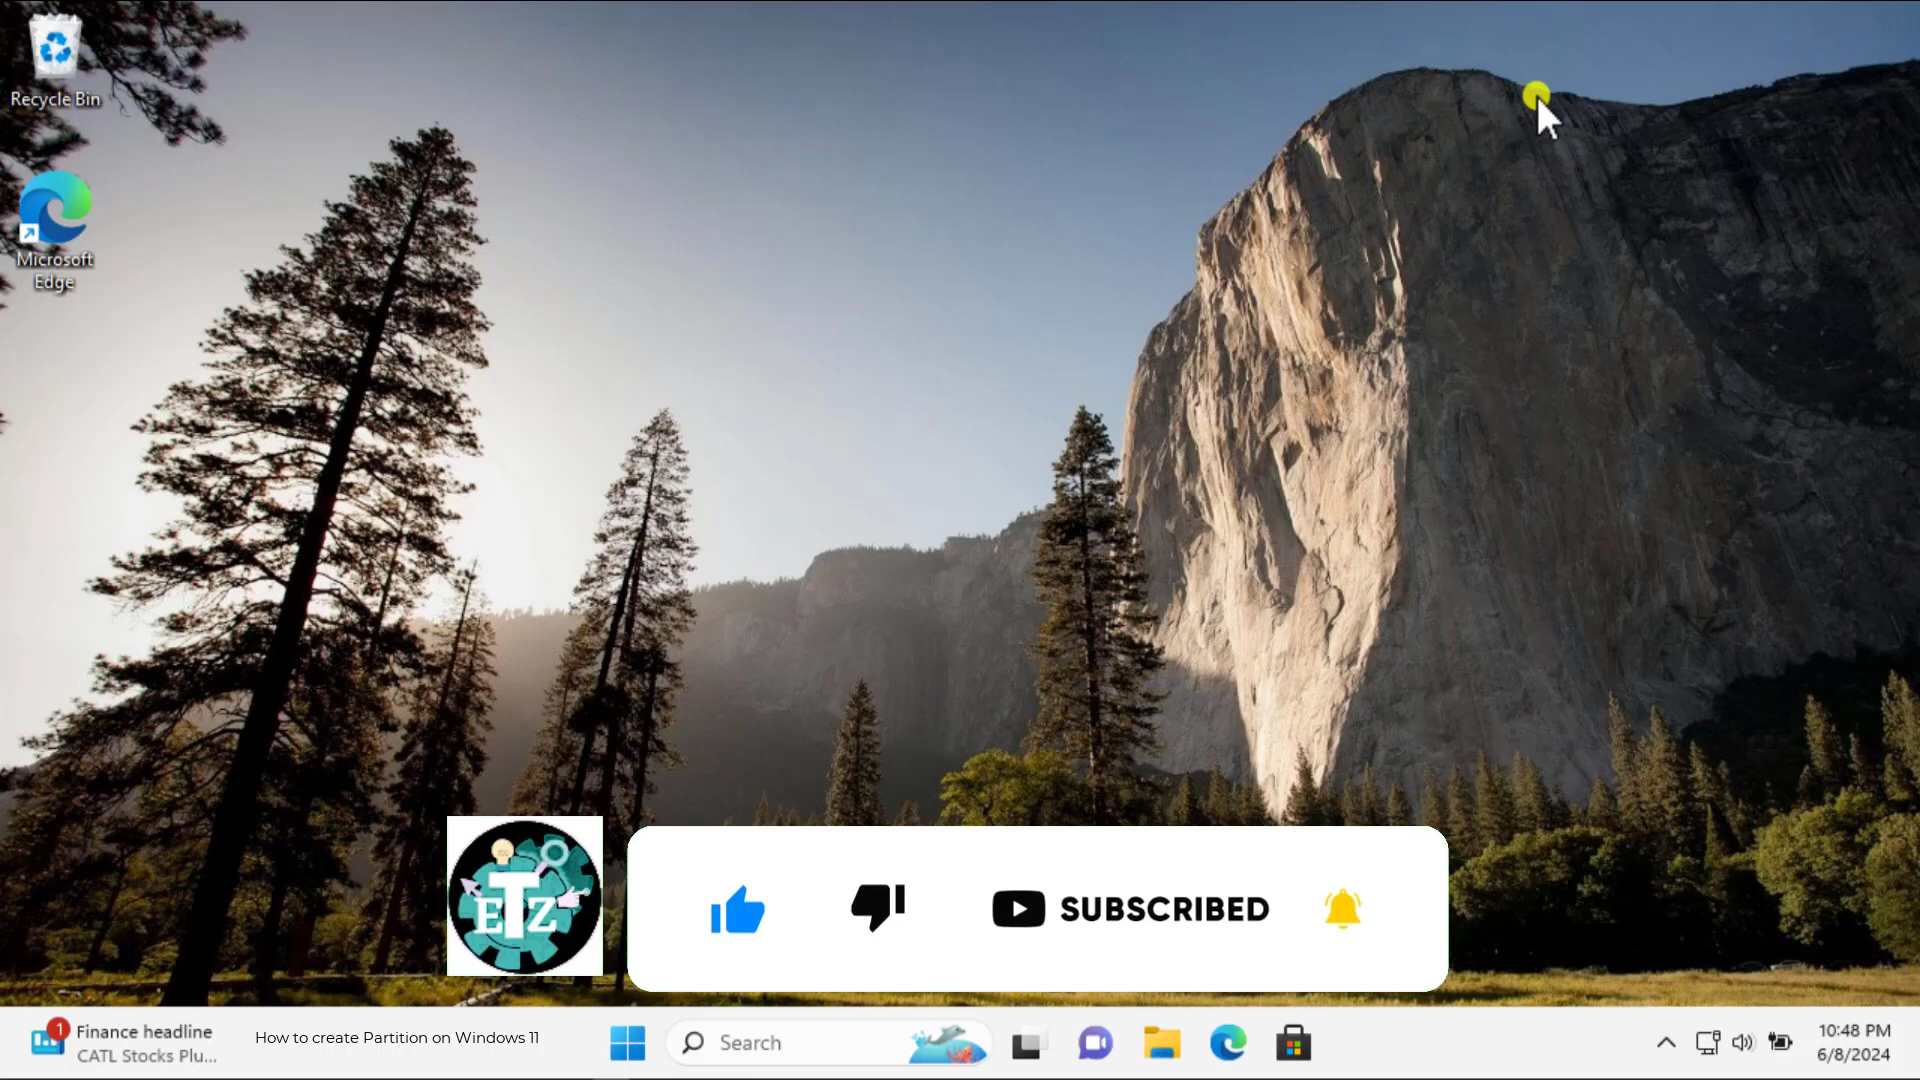 Recycle Bin
Microsoft
Edge
ETZ
SUBSCRIBED
1
Finance headline
CATL Stocks Plu...
How to create Partition on Windows 11
Search
10:48 PM
6/8/2024